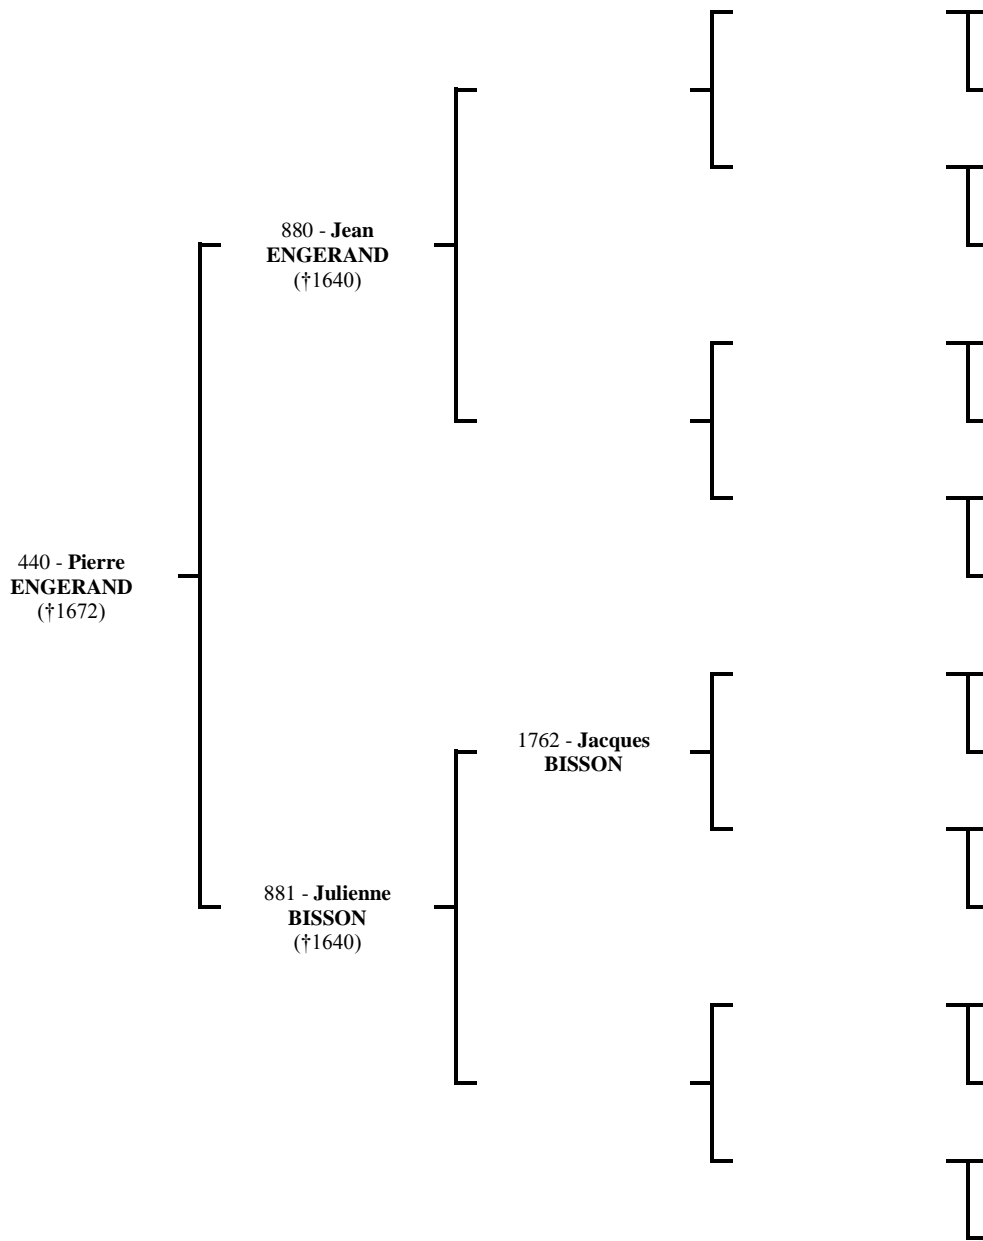 880 - Jean
ENGERAND
(†1640)
440 - Pierre
ENGERAND
(†1672)
1762 - Jacques
BISSON
881 - Julienne
BISSON
(†1640)